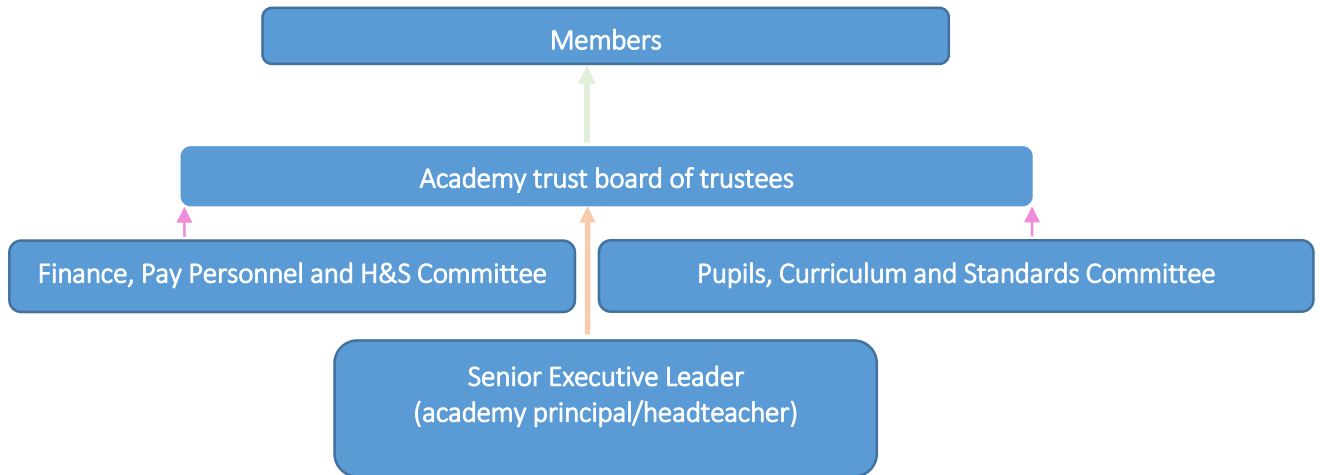 Members
Academy trust board of trustees
Finance, Pay Personnel and H&S Committee
Pupils, Curriculum and Standards Committee
Senior Executive Leader
(academy principal/headteacher)